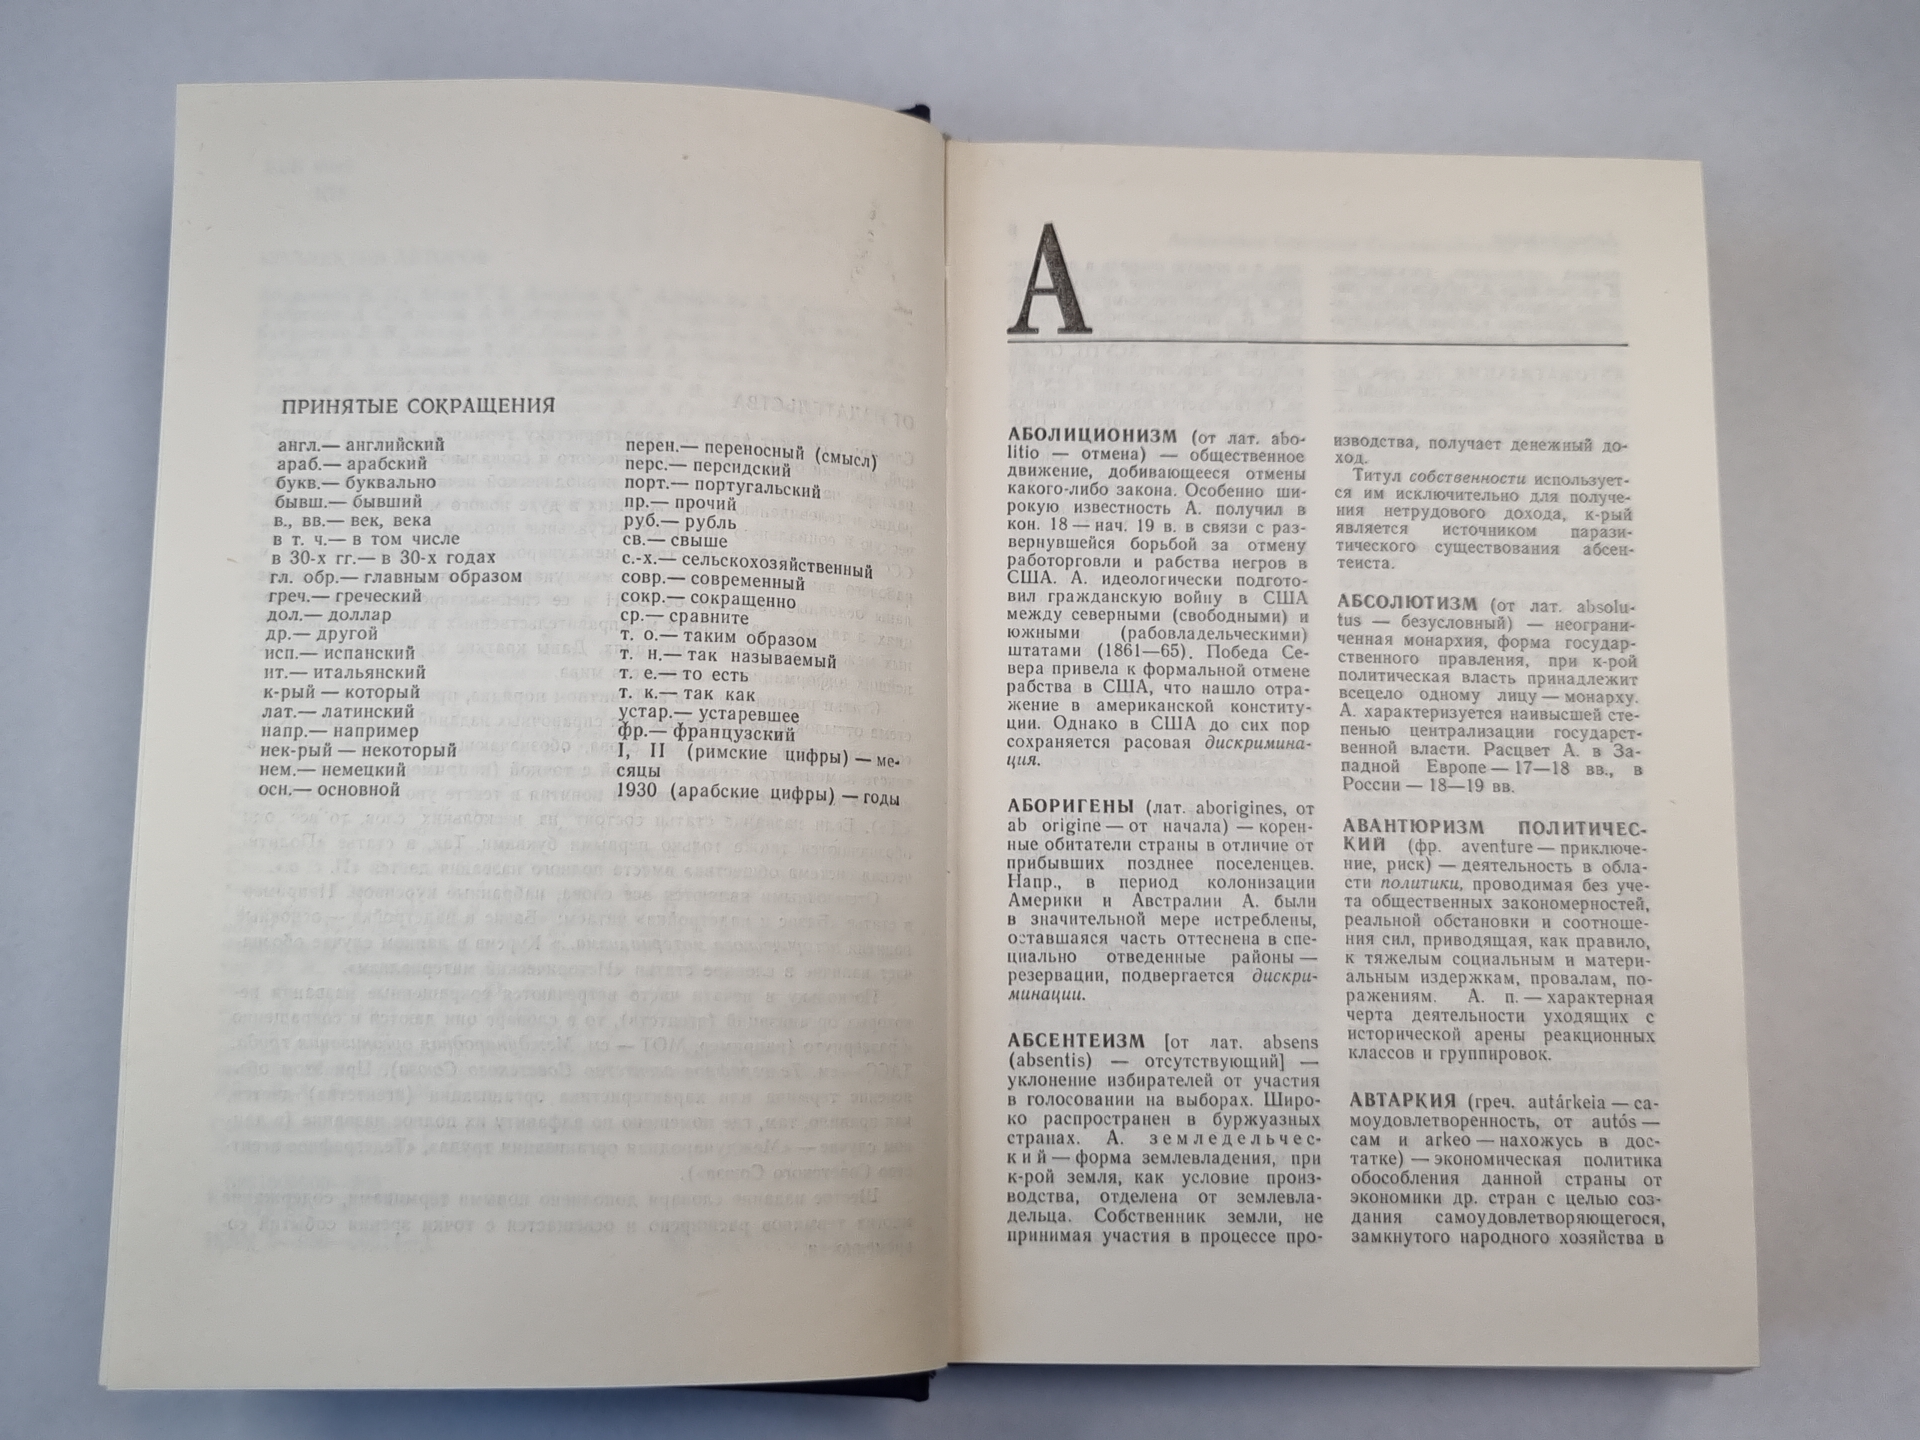 ПРИНЯТЫЕ СОКРАЩЕНИЯ
англ.— английский
араб.— арабский
букв.— буквально
бывш.— бывший
в., вв.— век, века
в т. ч.— в том числе
в 30-х гг.— в 30-х годах
гл. обр.— главным образом
греч.— греческий
дол.— доллар
др.— другой
исп.— испанский
ит.— итальянский
к-рый — который
лат.— латинский
напр.— например
нек-рый — некоторый
нем.— немецкий
осн.— основной
перен.— переносный (смысл)
перс.— персидский
порт.— португальский
пр.— прочий
руб.— рубль
св.— свыше
с.-х.— сельскохозяйственный
совр.— современный
сокр.— сокращенно
ср.— сравните
т. о.— таким образом
т. н.— так называемый
т. е.— то есть
т. к.— так как
устар.— устаревшее
фр.— французский
I, II (римские цифры) — ме-
сяцы
1930 (арабские цифры) — годы
А
АБОЛИЦИОНИЗМ (от лат. abo-
litio — отмена) — общественное
движение, добивающееся отмены
какого-либо закона. Особенно ши-
рокую известность А. получил в
кон. 18 — нач. 19 в. в связи с раз-
вернувшейся борьбой за отмену
работорговли и рабства негров в
США. А. идеологически подгото-
вил гражданскую войну в США
между северными (свободными) и
южными (рабовладельческими)
штатами (1861—65). Победа Се-
вера привела к формальной отмене
рабства в США, что нашло отра-
жение в американской конститу-
ции. Однако в США до сих пор
сохраняется расовая дискримина-
ция.
АБОРИГЕНЫ (лат. aborigines, от
ab origine — от начала) — корен-
ные обитатели страны в отличие от
прибывших позднее поселенцев.
Напр., в период колонизации
Америки и Австралии А. были
в значительной мере истреблены,
оставшаяся часть оттеснена в спе-
циально отведенные районы —
резервации, подвергается дискри-
минации.
АБСЕНТЕИЗМ [от лат. absens
(absentis) — отсутствующий] —
уклонение избирателей от участия
в голосовании на выборах. Широ-
ко распространен в буржуазных
странах. А. земледельчес-
кий — форма землевладения, при
к-рой земля, как условие произ-
водства, отделена от землевла-
дельца. Собственник земли, не
принимая участия в процессе про-
изводства, получает денежный до-
ход.
Титул собственности использует-
ся им исключительно для получе-
ния нетрудового дохода, к-рый
является источником парази-
тического существования абсен-
теиста.
АБСОЛЮТИЗМ (от лат. absolu-
tus — безусловный) — неограни-
ченная монархия, форма государ-
ственного правления, при к-рой
политическая власть принадлежит
всецело одному лицу — монарху.
А. характеризуется наивысшей сте-
пенью централизации государст-
венной власти. Расцвет А. в За-
падной Европе — 17—18 вв., в
России — 18—19 вв.
АВАНТЮРИЗМ ПОЛИТИЧЕС-
КИЙ (фр. aventure — приключе-
ние, риск) — деятельность в обла-
сти политики, проводимая без уче-
та общественных закономерностей,
реальной обстановки и соотноше-
ния сил, приводящая, как правило,
к тяжелым социальным и матери-
альным издержкам, провалам, по-
ражениям. А. п. — характерная
черта деятельности уходящих с
исторической арены реакционных
классов и группировок.
АВТАРКИЯ (греч. autárkeia — са-
моудовлетворенность, от autós —
сам и arkeo — нахожусь в дос-
татке) — экономическая политика
обособления данной страны от
экономики др. стран с целью соз-
дания самоудовлетворяющегося,
замкнутого народного хозяйства в